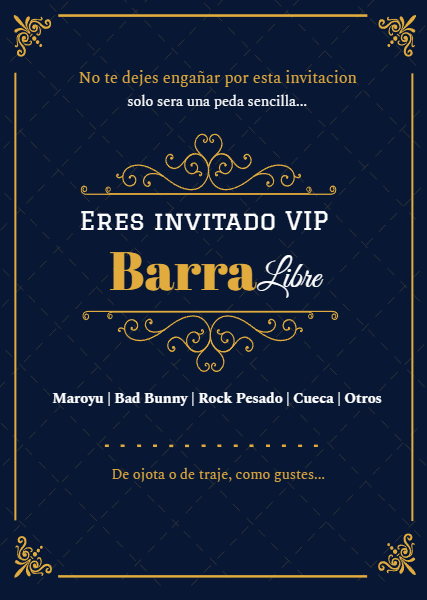 No te dejes engañar por esta invitacion
solo sera una peda sencilla...
Eres invitado VIP
Barra Libre
Maroyu | Bad Bunny | Rock Pesado | Cueca | Otros
De ojota o de traje, como gustes...